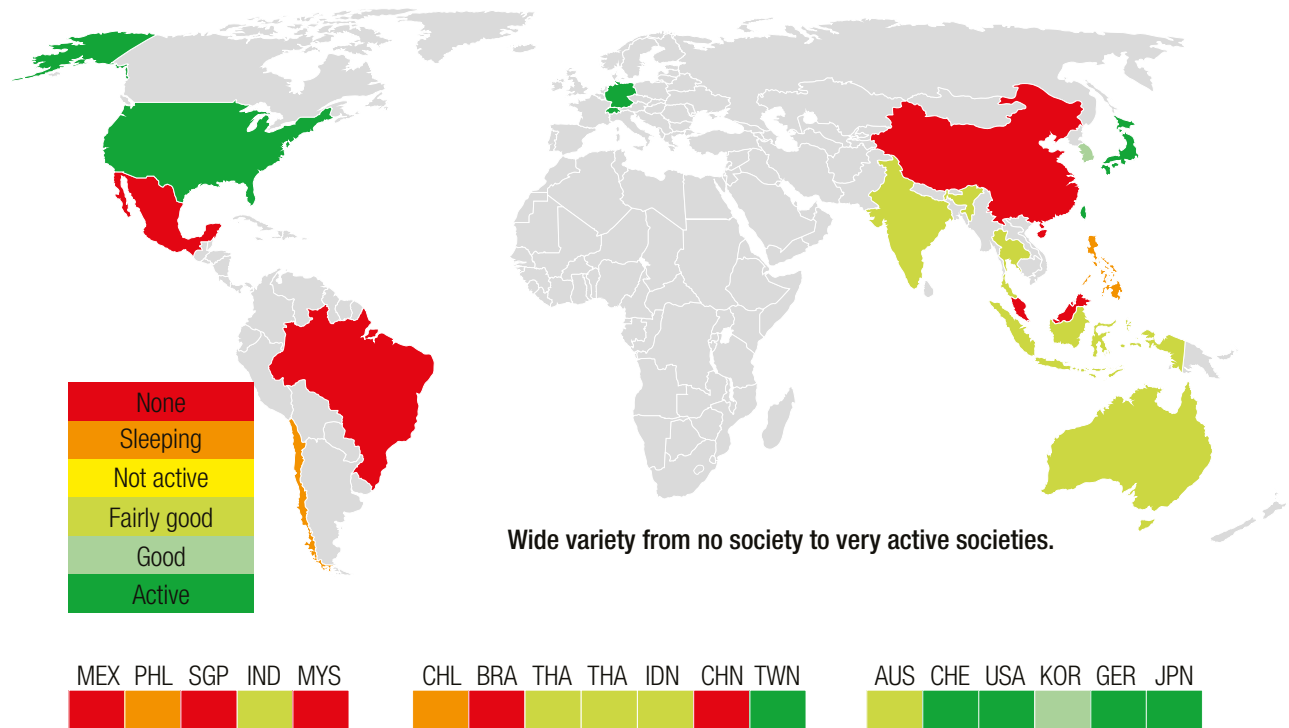 None
Sleeping
Not active
Fairly good
Good
Active
Wide variety from no society to very active societies.
MEX PHL SGP IND MYS
CHL BRA THA THA IDN CHN TWN
AUS CHE USA KOR GER JPN